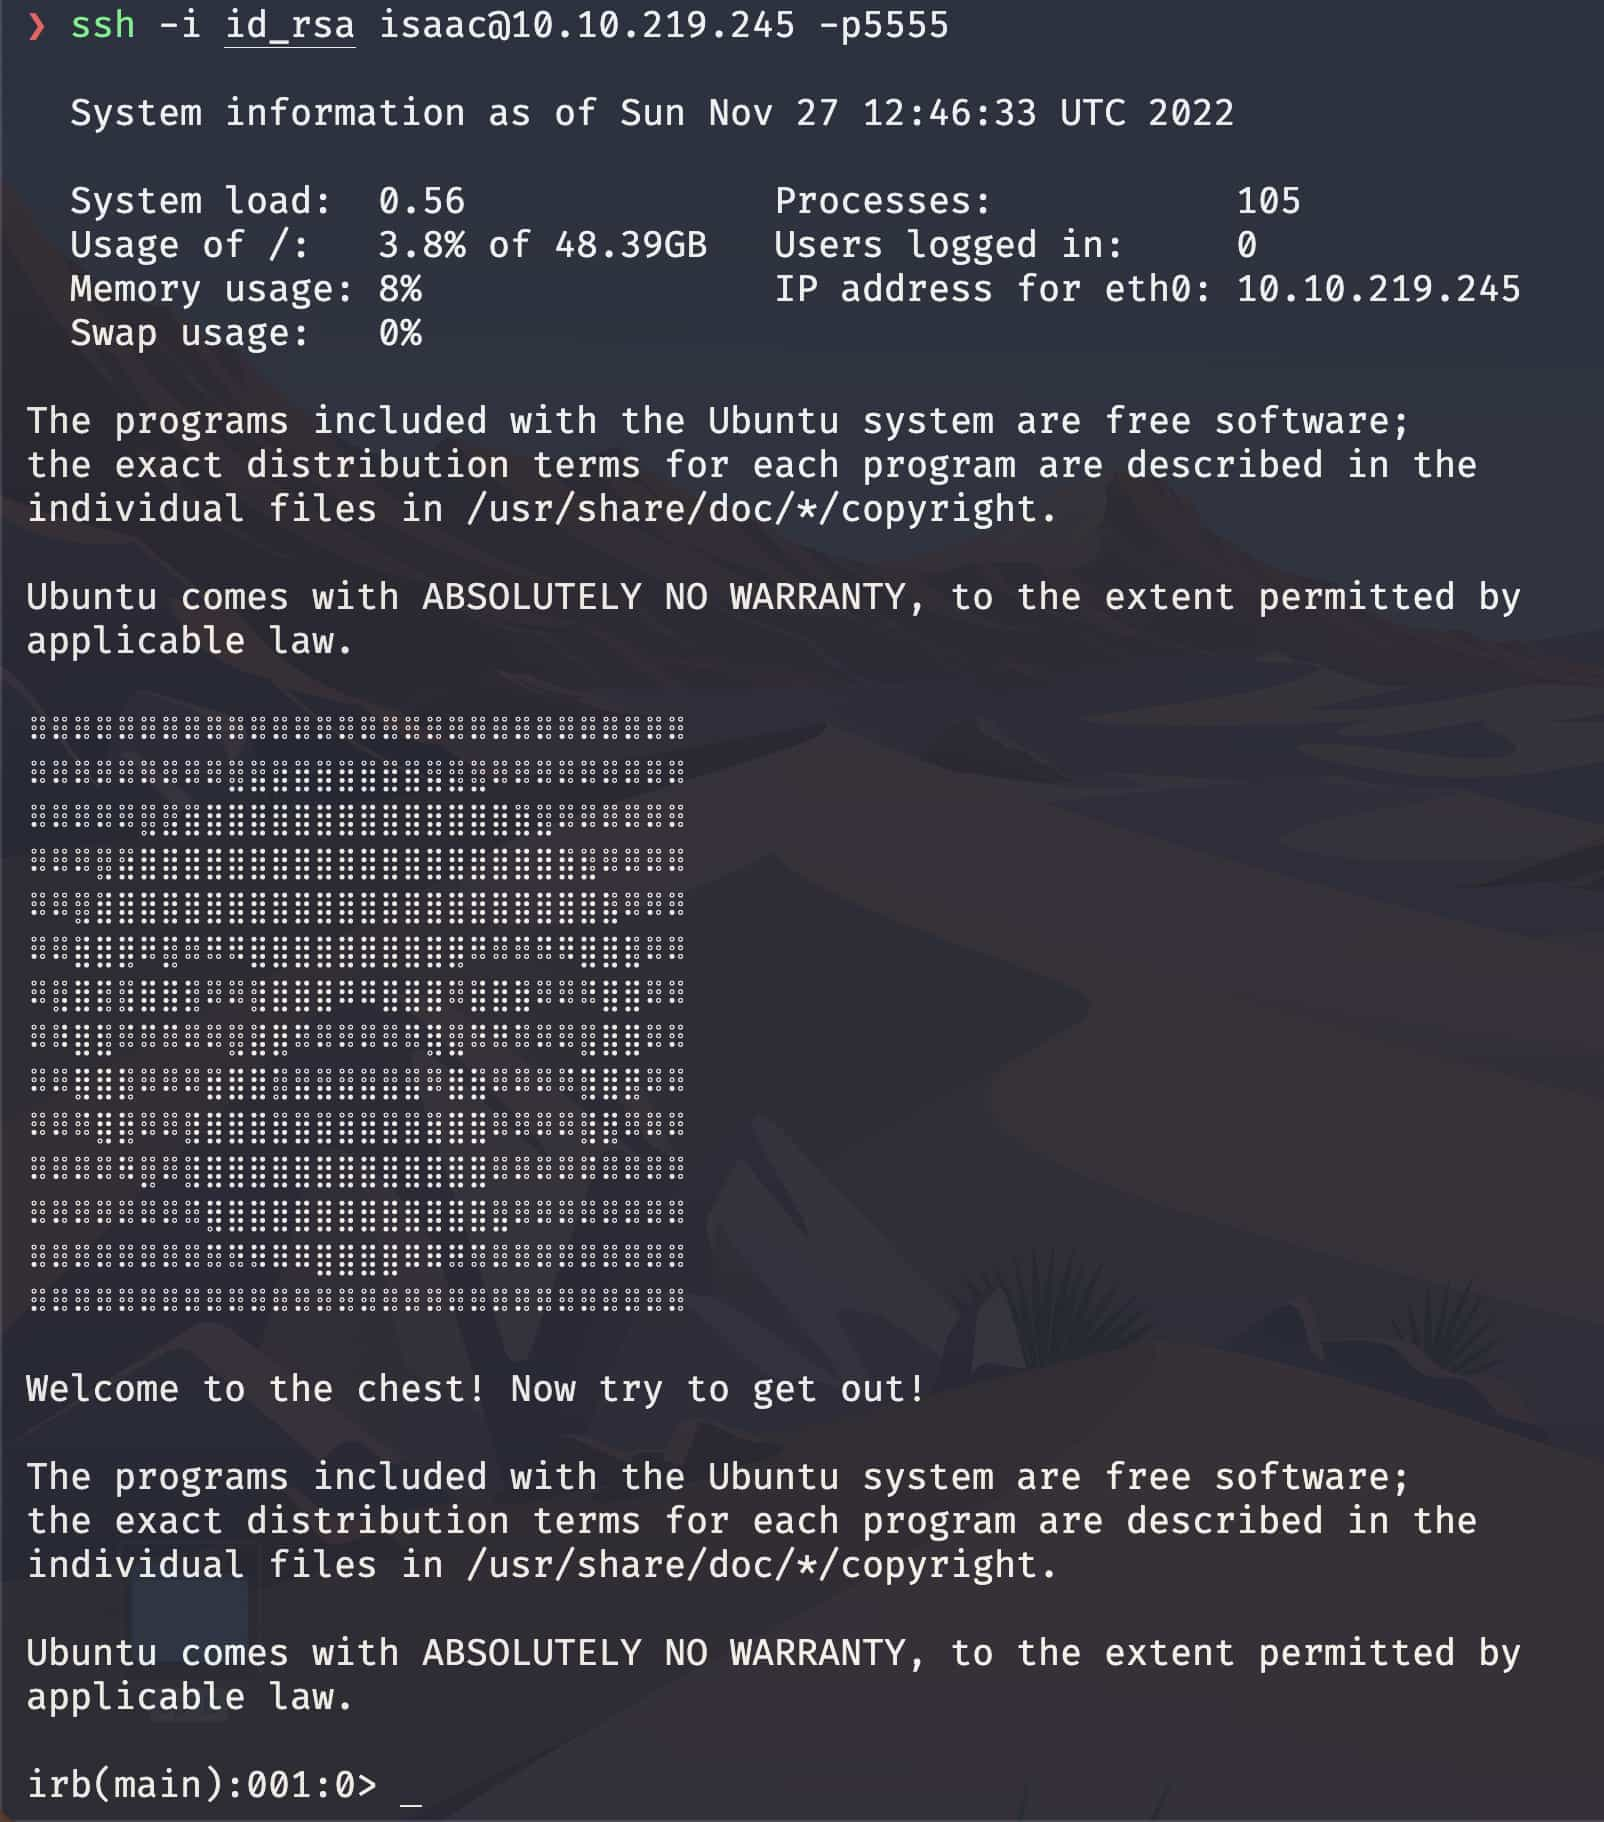 ❯ ssh -i id_rsa isaac@10.10.219.245 -p5555
System information as of Sun Nov 27 12:46:33 UTC 2022
System load:  0.56              Processes:           105
Usage of /:   3.8% of 48.39GB   Users logged in:     0
Memory usage: 8%                IP address for eth0: 10.10.219.245
Swap usage:   0%
The programs included with the Ubuntu system are free software;
the exact distribution terms for each program are described in the
individual files in /usr/share/doc/*/copyright.
Ubuntu comes with ABSOLUTELY NO WARRANTY, to the extent permitted by
applicable law.
Welcome to the chest! Now try to get out!
The programs included with the Ubuntu system are free software;
the exact distribution terms for each program are described in the
individual files in /usr/share/doc/*/copyright.
Ubuntu comes with ABSOLUTELY NO WARRANTY, to the extent permitted by
applicable law.
irb(main):001:0> _